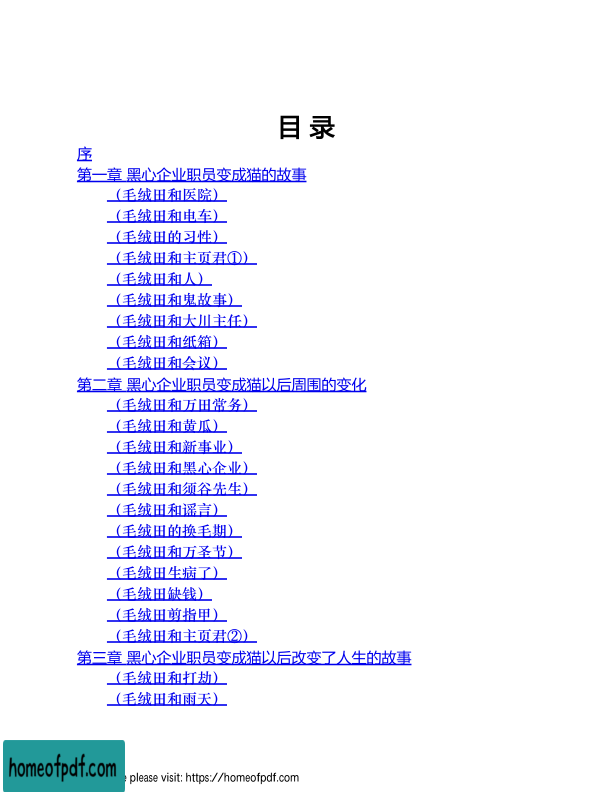 目 录
序
第一章 黑心企业职员变成猫的故事
（毛绒田和医院）
（毛绒田和电车）
（毛绒田的习性）
（毛绒田和主页君①）
（毛绒田和人）
（毛绒田和鬼故事）
（毛绒田和大川主任）
（毛绒田和纸箱）
（毛绒田和会议）
第二章 黑心企业职员变成猫以后周围的变化
（毛绒田和万田常务）
（毛绒田和黄瓜）
（毛绒田和新事业）
（毛绒田和黑心企业）
（毛绒田和须谷先生）
（毛绒田和谣言）
（毛绒田的换毛期）
（毛绒田和万圣节）
（毛绒田生病了）
（毛绒田缺钱）
（毛绒田剪指甲）
（毛绒田和主页君②）
第三章 黑心企业职员变成猫以后改变了人生的故事
（毛绒田和打劫）
（毛绒田和雨天）
homeofpdf.com
please visit: https://homeofpdf.com